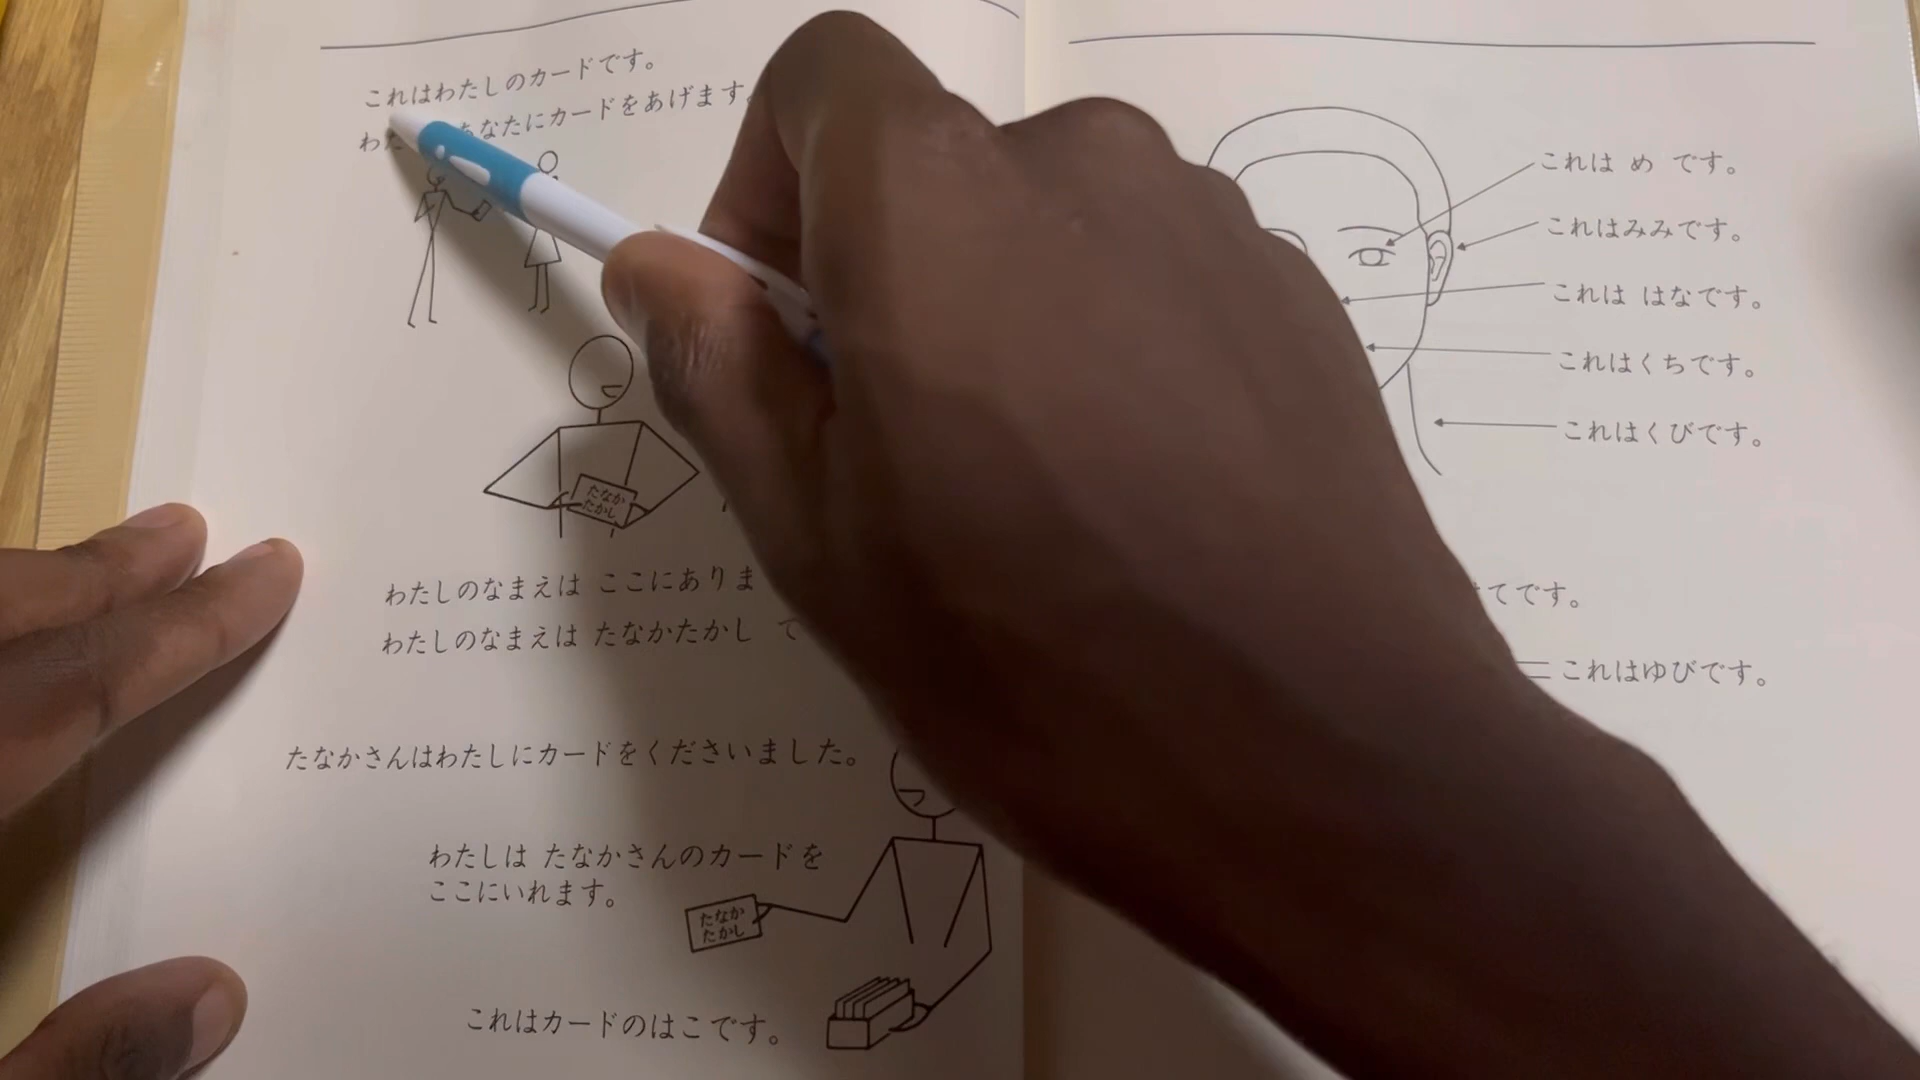 これはわたしのカードです。
わた あなたにカードをあげます。
たなか
たかし
わたしのなまえは ここにありま
わたしのなまえは たなかたかし で
たなかさんはわたしにカードをくださいました。
わたしは たなかさんのカードを
ここにいれます。
たなか
たかし
これはカードのはこです。
これは め です。
これはみみです。
これは はなです。
これはくちです。
これはくびです。
てです。
これはゆびです。